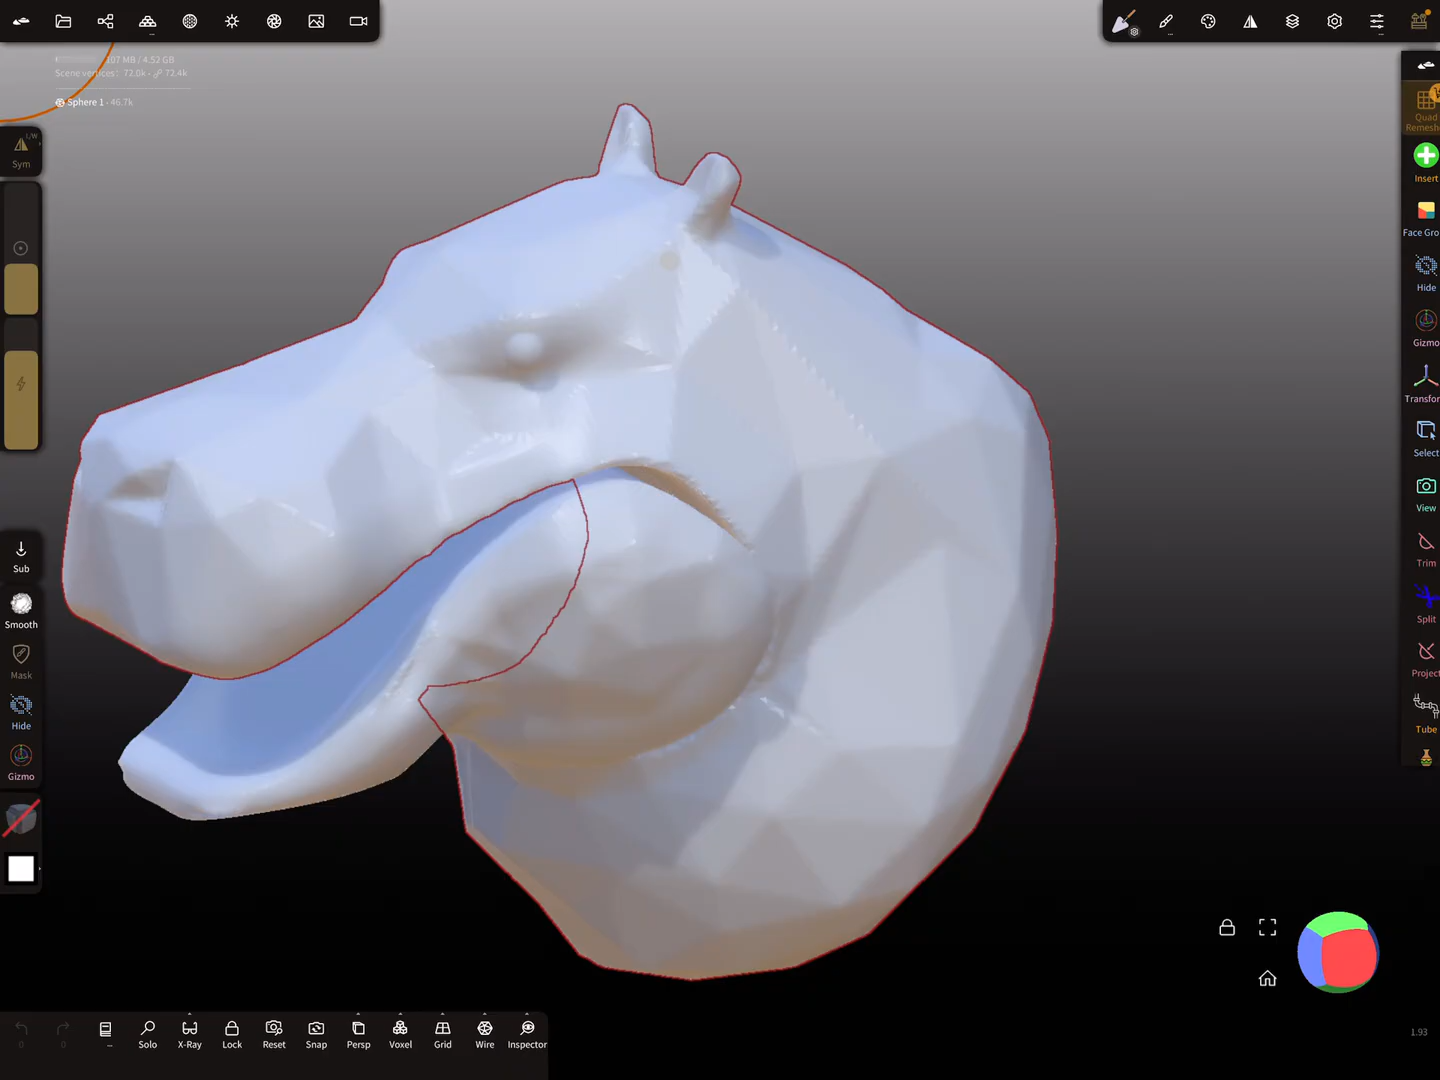 107 MB / 4.52 GB
Scene vertices: 72.0k - 72.4k
Sphere 1 - 46.7k
L/W
Sym
Sub
Smooth
Mask
Hide
Gizmo
Quad
Remesh
Insert
Face Gro
Hide
Gizmo
Transfor
Select
View
Trim
Split
Project
Tube
1.93
0
0
...
Solo
X-Ray
Lock
Reset
Snap
Persp
Voxel
Grid
Wire
Inspector